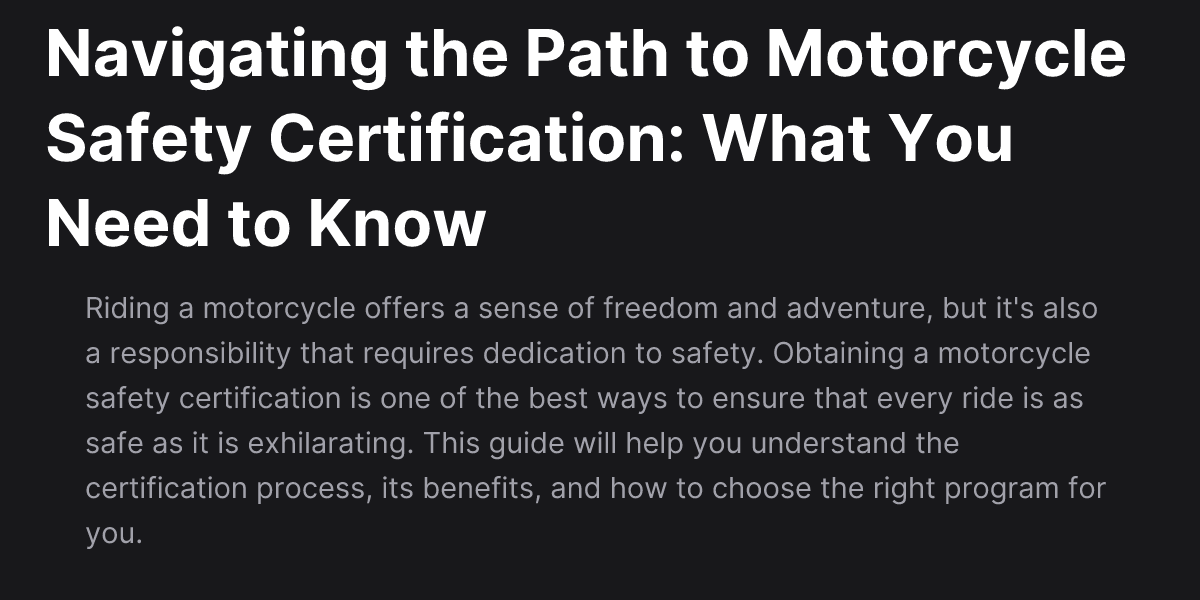 Navigating the Path to Motorcycle
Safety Certification: What You
Need to Know
Riding a motorcycle offers a sense of freedom and adventure, but it's also
a responsibility that requires dedication to safety. Obtaining a motorcycle
safety certification is one of the best ways to ensure that every ride is as
safe as it is exhilarating. This guide will help you understand the
certification process, its benefits, and how to choose the right program for
you.